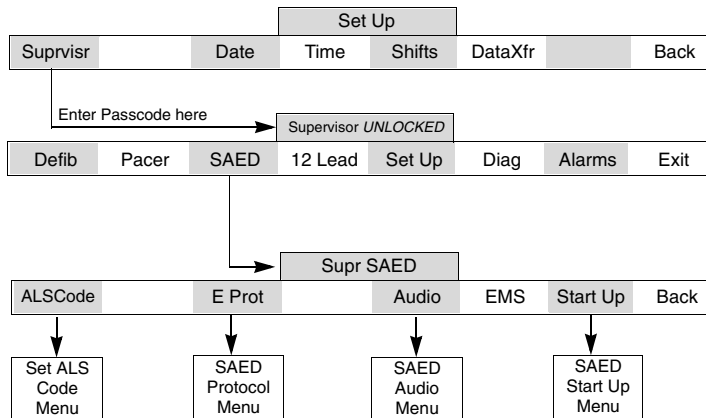 Set Up
Suprvisr Date Time Shifts DataXfr Back
Enter Passcode here
Supervisor UNLOCKED
Defib Pacer SAED 12 Lead Set Up Diag Alarms Exit
Supr SAED
ALSCode E Prot Audio EMS Start Up Back
Set ALS
Code
Menu
SAED
Protocol
Menu
SAED
Audio
Menu
SAED
Start Up
Menu